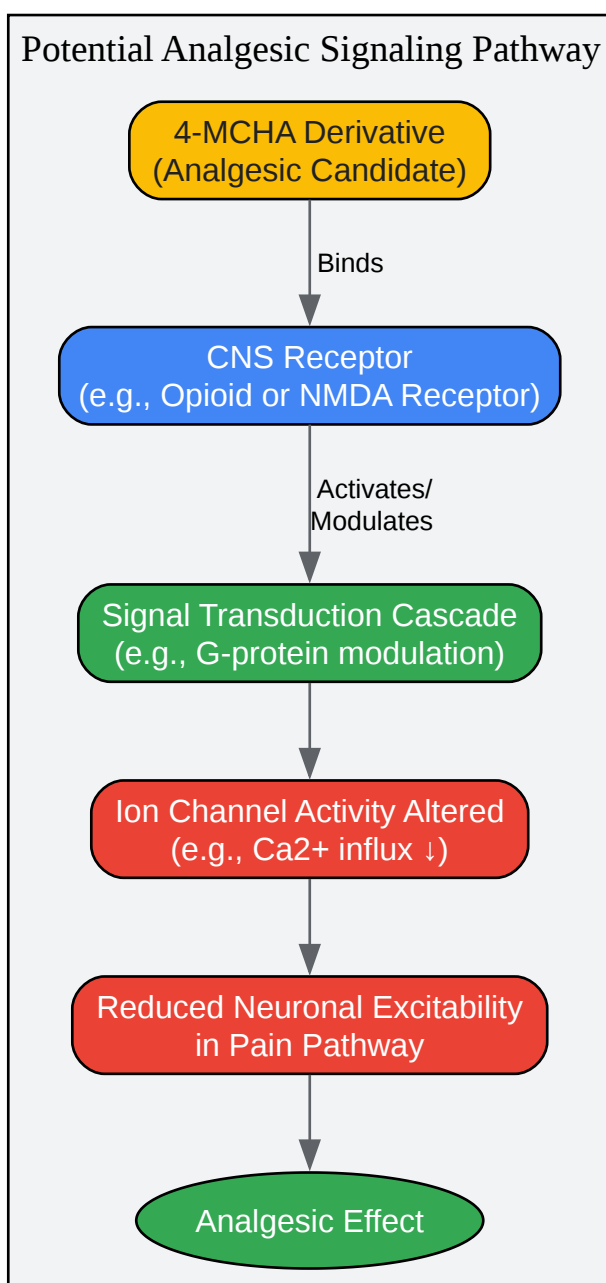 Potential Analgesic Signaling Pathway
4-MCHA Derivative
(Analgesic Candidate)
Binds
CNS Receptor
(e.g., Opioid or NMDA Receptor)
Activates/
Modulates
Signal Transduction Cascade
(e.g., G-protein modulation)
Ion Channel Activity Altered
(e.g., Ca2+ influx ↓)
Reduced Neuronal Excitability
in Pain Pathway
Analgesic Effect